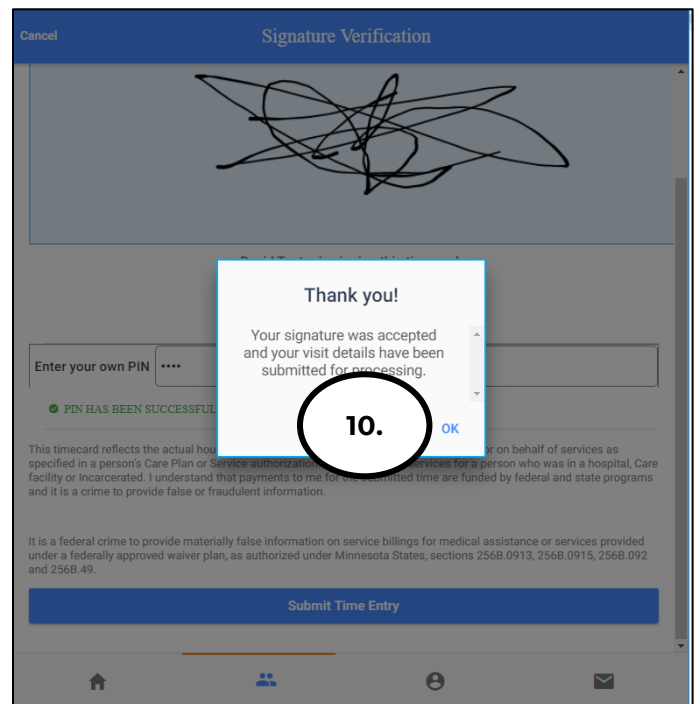 Cancel
Signature Verification
Thank you!
Your signature was accepted
and your visit details have been
submitted for processing.
10.
OK
Enter your own PIN ••••
PIN HAS BEEN SUCCESSFUL
This timecard reflects the actual hou or on behalf of services as
specified in a person's Care Plan or Service authorization services for a person who was in a hospital, Care
facility or Incarcerated. I understand that payments to me for the submitted time are funded by federal and state programs
and it is a crime to provide false or fraudulent information.
It is a federal crime to provide materially false information on service billings for medical assistance or services provided
under a federally approved waiver plan, as authorized under Minnesota States, sections 256B.0913, 256B.0915, 256B.092
and 256B.49.
Submit Time Entry